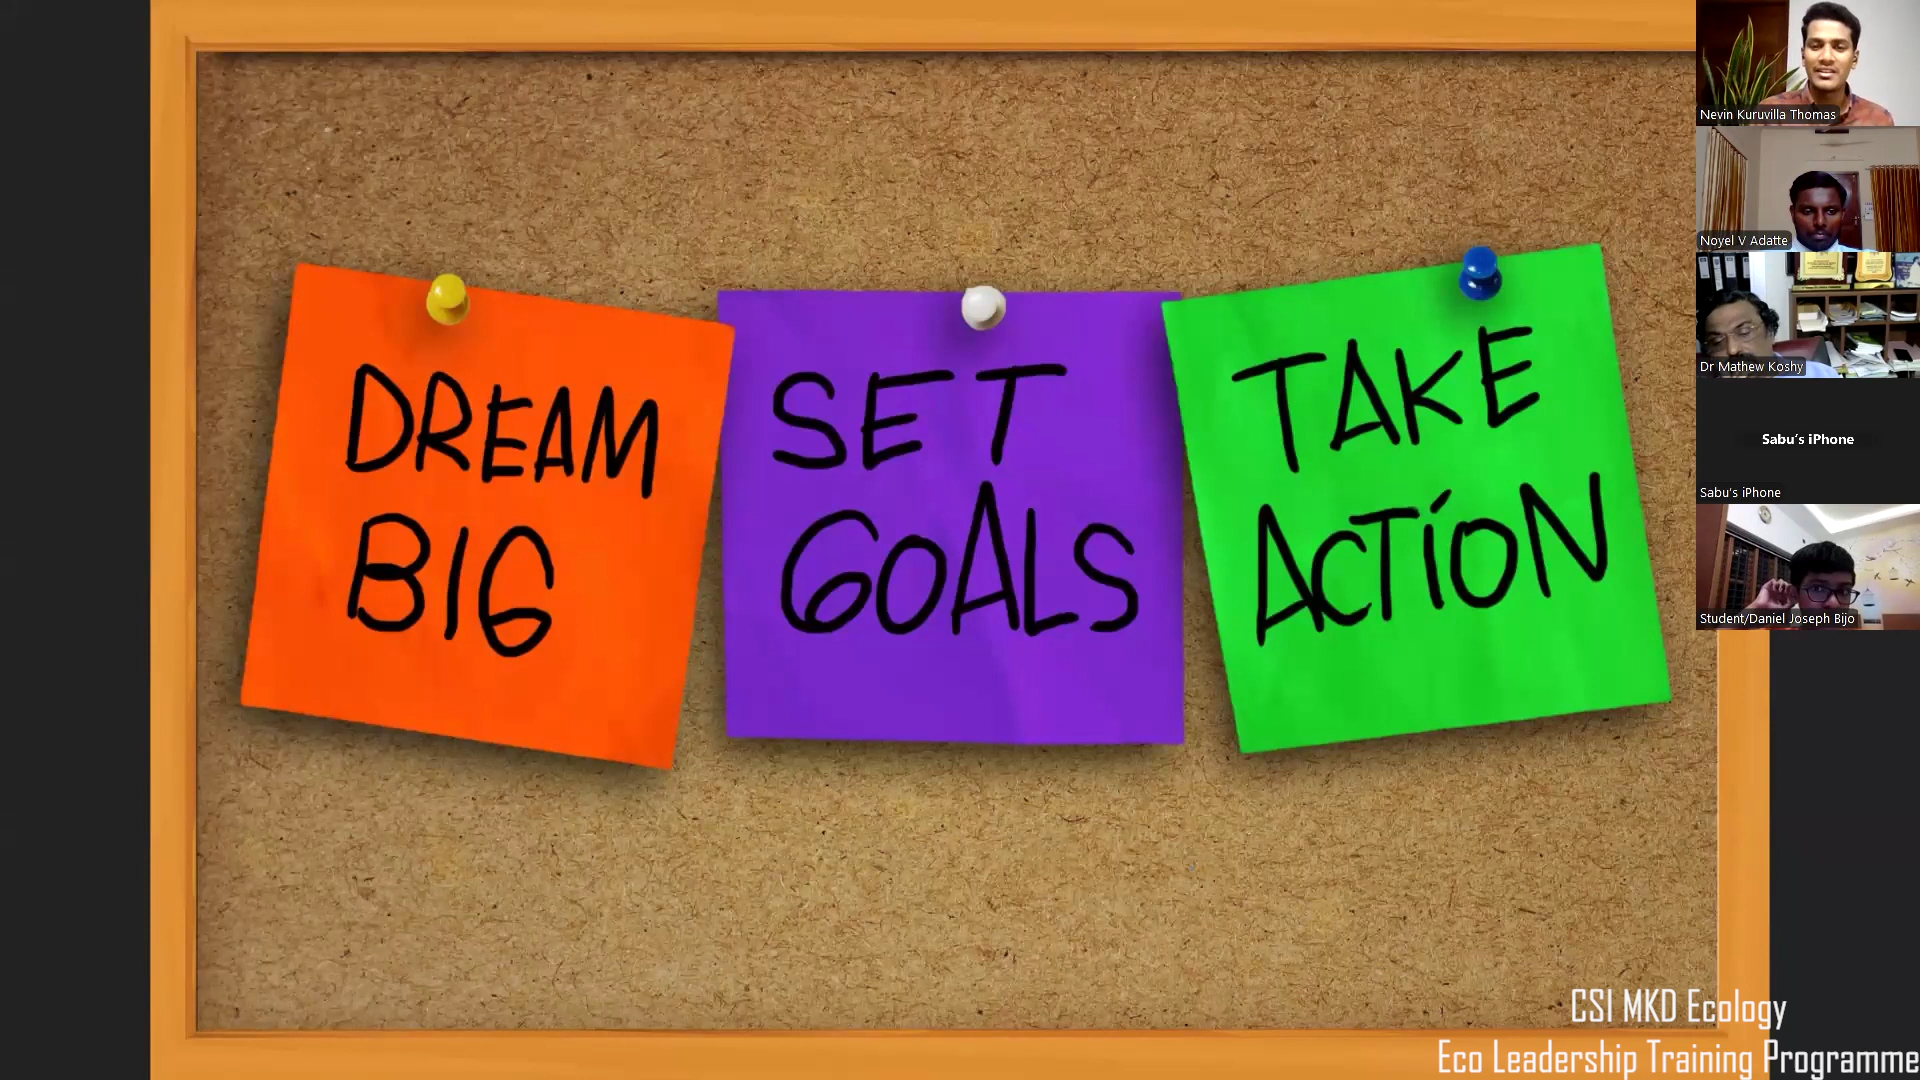 DREAM
BIG
SET
GOALS
TAKE
ACTION
Nevin Kuruvilla Thomas
Noyel V Adatte
Dr Mathew Koshy
Sabu's iPhone
Sabu's iPhone
Student/Daniel Joseph Bijo
CSI MKD Ecology
Eco Leadership Training Programme